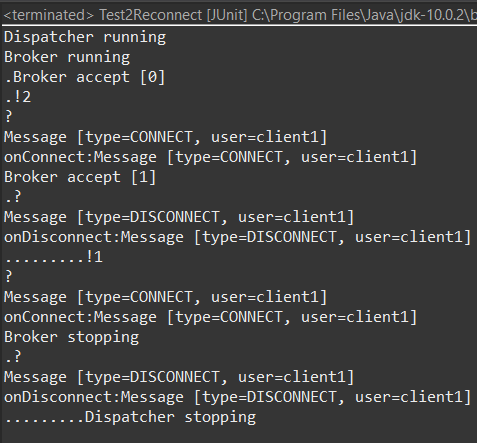 <terminated> Test2Reconnect [JUnit] C:\Program Files\Java\jdk-10.0.2\b
Dispatcher running
Broker running
.Broker accept [0]
.!2
?
Message [type=CONNECT, user=client1]
onConnect:Message [type=CONNECT, user=client1]
Broker accept [1]
.?
Message [type=DISCONNECT, user=client1]
onDisconnect:Message [type=DISCONNECT, user=client1]
.........!1
?
Message [type=CONNECT, user=client1]
onConnect:Message [type=CONNECT, user=client1]
Broker stopping
.?
Message [type=DISCONNECT, user=client1]
onDisconnect:Message [type=DISCONNECT, user=client1]
.........Dispatcher stopping